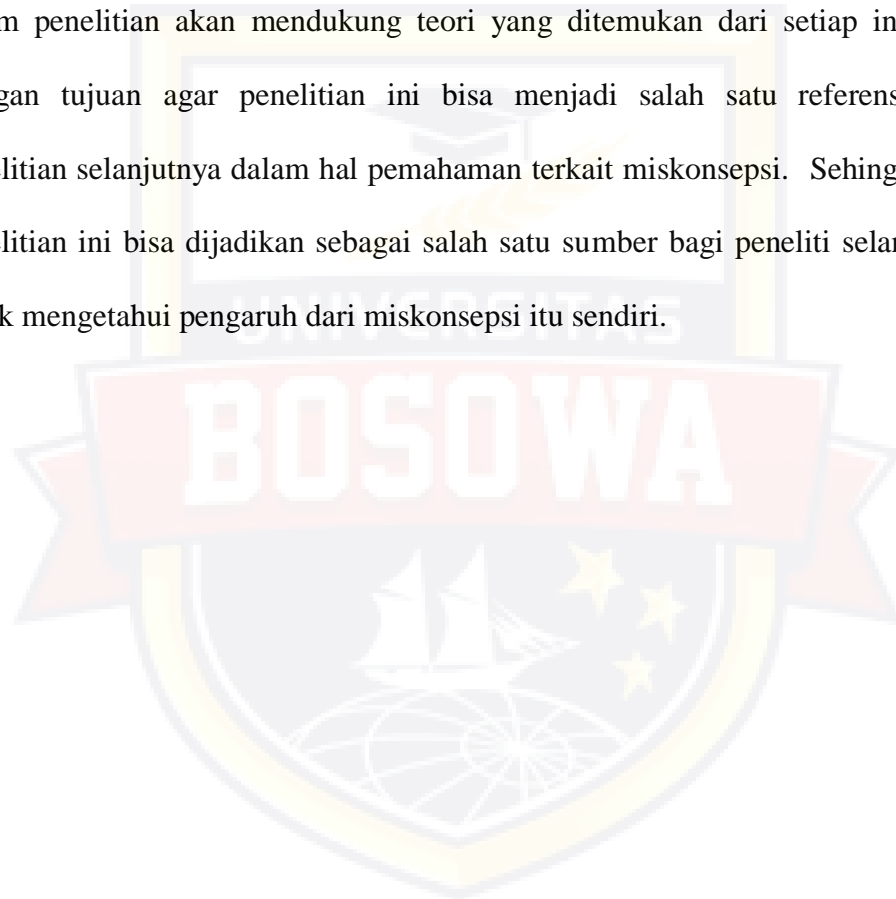 m penelitian akan mendukung teori yang ditemukan dari setiap in
gan tujuan agar penelitian ini bisa menjadi salah satu referens
elitian selanjutnya dalam hal pemahaman terkait miskonsepsi. Sehing
elitian ini bisa dijadikan sebagai salah satu sumber bagi peneliti selan
k mengetahui pengaruh dari miskonsepsi itu sendiri.
UNIVERSITAS
BOSOWA